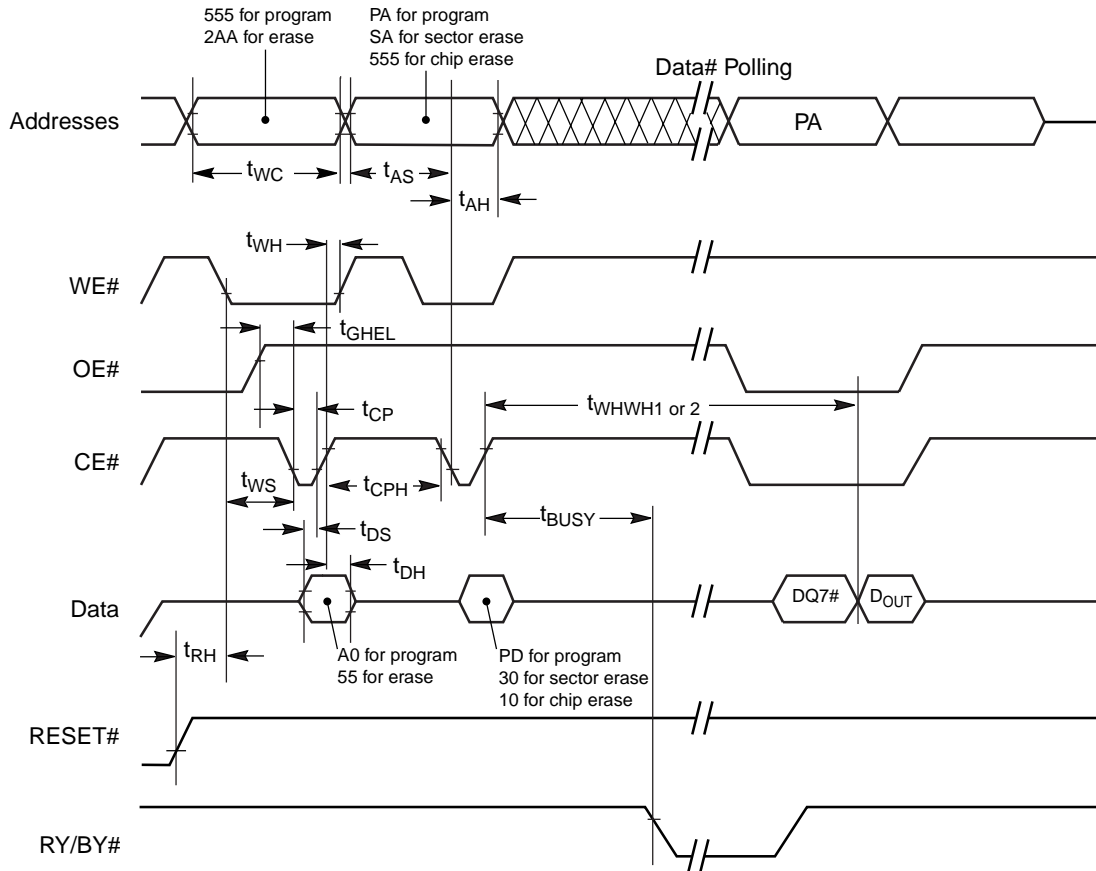 555 for program
2AA for erase
PA for program
SA for sector erase
555 for chip erase
Data# Polling
Addresses
PA
tWC
tAS
tAH
tWH
WE#
tGHEL
OE#
tWHWH1 or 2
tCP
CE#
tWS
tCPH
tBUSY
tDS
tDH
Data
DQ7#
DOUT
tRH
A0 for program
55 for erase
PD for program
30 for sector erase
10 for chip erase
RESET#
RY/BY#